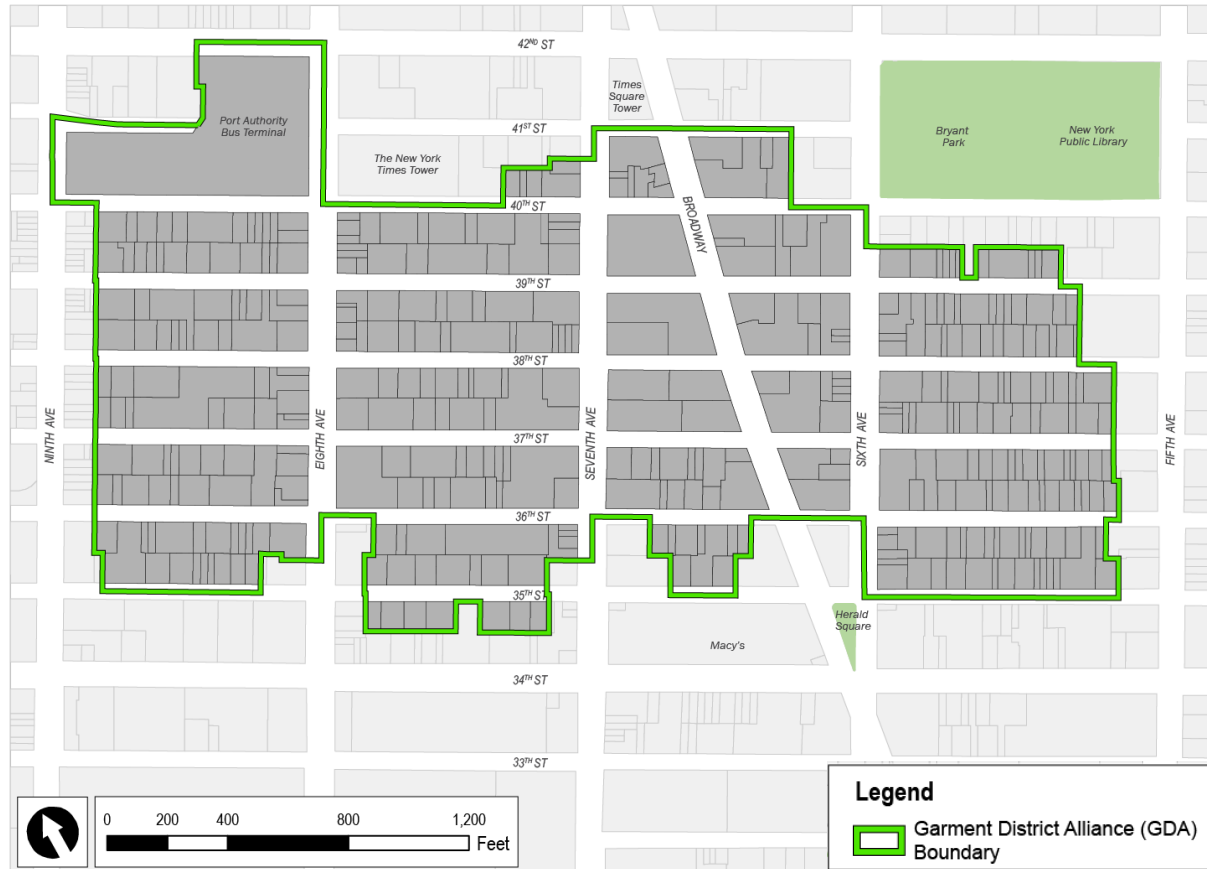 42ND ST
Times
Square
Tower
Port Authority
Bus Terminal
41ST ST
Bryant
Park
New York
Public Library
The New York
Times Tower
40TH ST
BROADWAY
39TH ST
38TH ST
NINTH AVE
EIGHTH AVE
SEVENTH AVE
SIXTH AVE
FIFTH AVE
37TH ST
36TH ST
35TH ST
Herald
Square
Macy's
34TH ST
33TH ST
0 200 400 800 1,200
Feet
Legend
Garment District Alliance (GDA)
Boundary